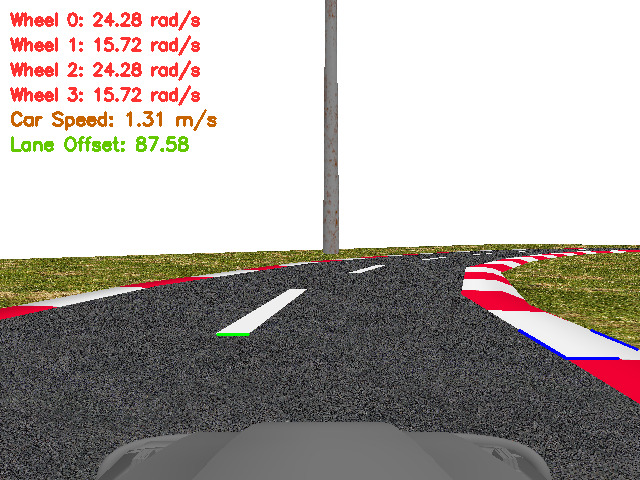 Wheel 0: 24.28 rad/s
Wheel 1: 15.72 rad/s
Wheel 2: 24.28 rad/s
Wheel 3: 15.72 rad/s
Car Speed: 1.31 m/s
Lane Offset: 87.58